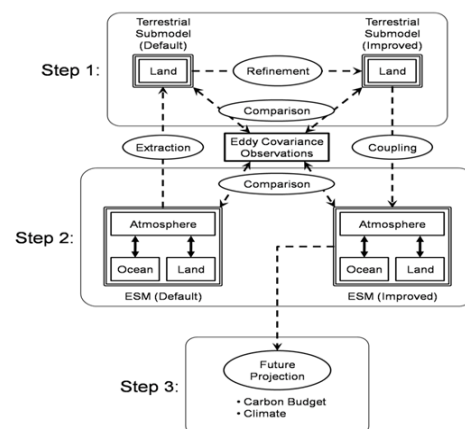 Terrestrial
Submodel
(Default)
Terrestrial
Submodel
(Improved)
Step 1:
Land
Refinement
Land
Comparison
Extraction
Eddy Covariance
Observations
Coupling
Comparison
Step 2:
Atmosphere
Ocean
Land
ESM (Default)
Atmosphere
Ocean
Land
ESM (Improved)
Step 3:
Future
Projection
• Carbon Budget
• Climate